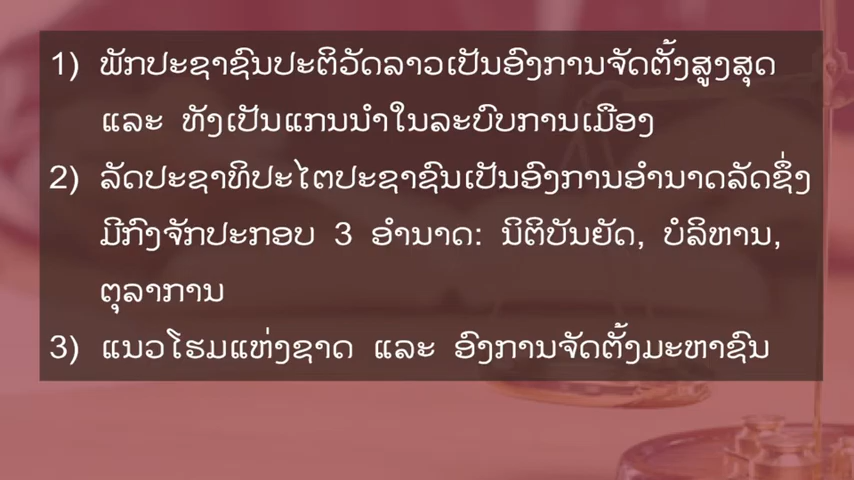 1) ພັກປະຊາຊົນປະຕິວັດລາວເປັນອົງການຈັດຕັ້ງສູງສຸດ
ແລະ ທັງເປັນແກນນຳໃນລະບົບການເມືອງ
2) ລັດປະຊາທິປະໄຕປະຊາຊົນເປັນອົງການອຳນາດລັດຊຶ່ງ
ມີກົງຈັກປະກອບ 3 ອຳນາດ: ນິຕິບັນຍັດ, ບໍລິຫານ,
ຕຸລາການ
3) ແນວໂຮມແຫ່ງຊາດ ແລະ ອົງການຈັດຕັ້ງມະຫາຊົນ